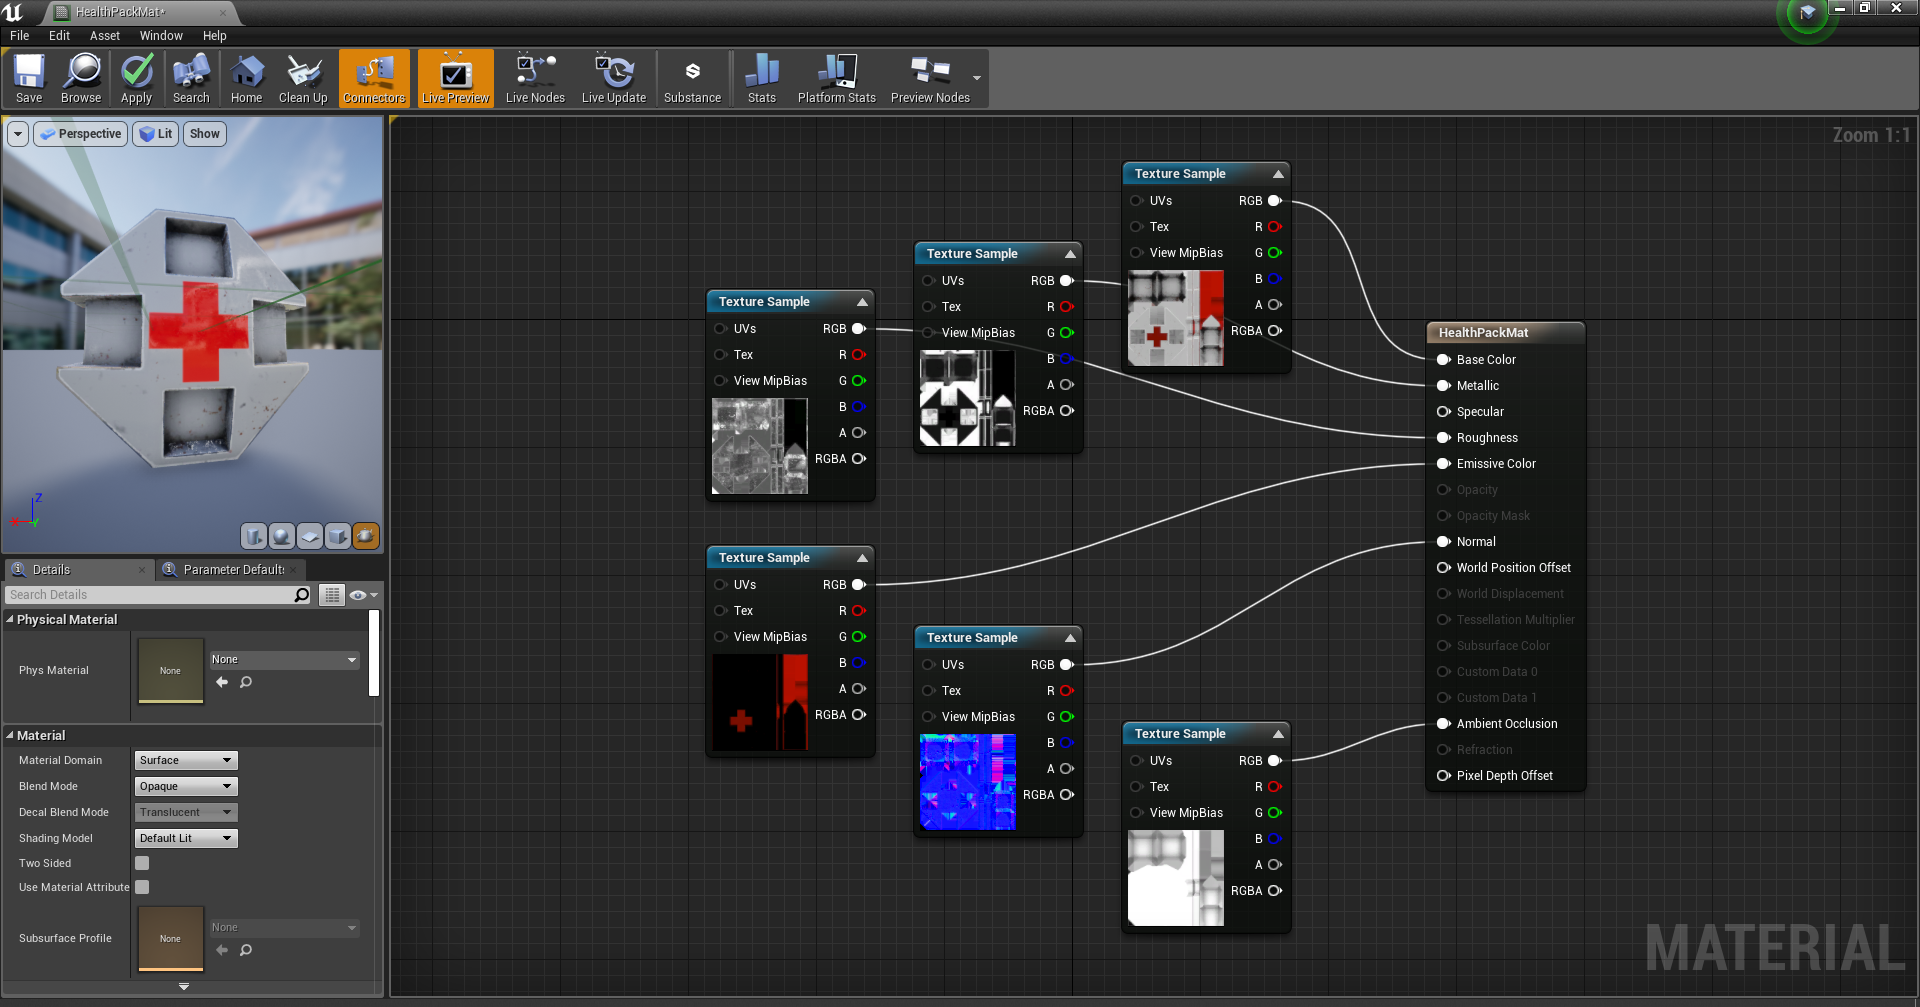 HealthPackMat*
File Edit Asset Window Help
Save Browse Apply Search Home Clean Up Connectors Live Preview Live Nodes Live Update Substance Stats Platform Stats Preview Nodes
Perspective Lit Show
Z
X Y
Details
Parameter Defaults
Search Details
Physical Material
Phys Material
None
None
Material
Material Domain Surface
Blend Mode Opaque
Decal Blend Mode Translucent
Shading Model Default Lit
Two Sided
Use Material Attribute
Subsurface Profile
None
None
Zoom 1:1
Texture Sample
UVs RGB
Tex R
View MipBias G
B
A
RGBA
Texture Sample
UVs RGB
Tex R
View MipBias G
B
A
RGBA
Texture Sample
UVs RGB
Tex R
View MipBias G
B
A
RGBA
Texture Sample
UVs RGB
Tex R
View MipBias G
B
A
RGBA
Texture Sample
UVs RGB
Tex R
View MipBias G
B
A
RGBA
Texture Sample
UVs RGB
Tex R
View MipBias G
B
A
RGBA
HealthPackMat
Base Color
Metallic
Specular
Roughness
Emissive Color
Opacity
Opacity Mask
Normal
World Position Offset
World Displacement
Tessellation Multiplier
Subsurface Color
Custom Data 0
Custom Data 1
Ambient Occlusion
Refraction
Pixel Depth Offset
MATERIAL